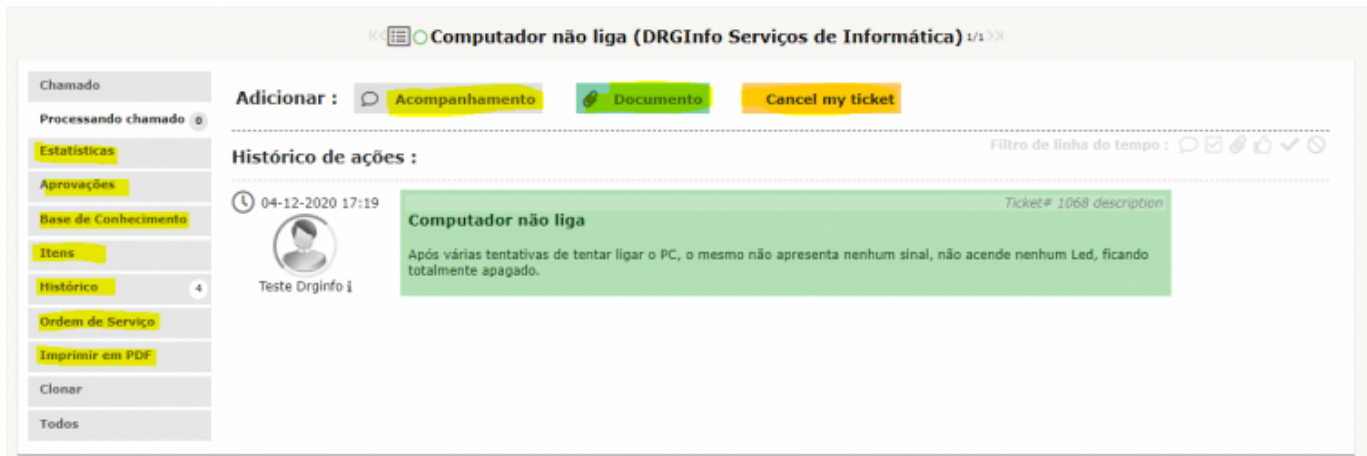 Computador não liga (DRGInfo Serviços de Informática) 1/1
Chamado
Processando chamado 0
Estatísticas
Aprovações
Base de Conhecimento
Itens
Histórico 4
Ordem de Serviço
Imprimir em PDF
Clonar
Todos
Adicionar : Acompanhamento Documento Cancel my ticket
Histórico de ações : Filtro de linha do tempo :
04-12-2020 17:19
Teste Drginfo i
Ticket# 1068 description
Computador não liga
Após várias tentativas de tentar ligar o PC, o mesmo não apresenta nenhum sinal, não acende nenhum Led, ficando
totalmente apagado.